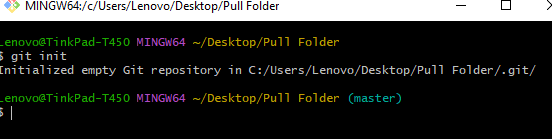 MINGW64:/c/Users/Lenovo/Desktop/Pull Folder
Lenovo@TinkPad-T450 MINGW64 ~/Desktop/Pull Folder
$ git init
Initialized empty Git repository in C:/Users/Lenovo/Desktop/Pull Folder/.git/
Lenovo@TinkPad-T450 MINGW64 ~/Desktop/Pull Folder (master)
$